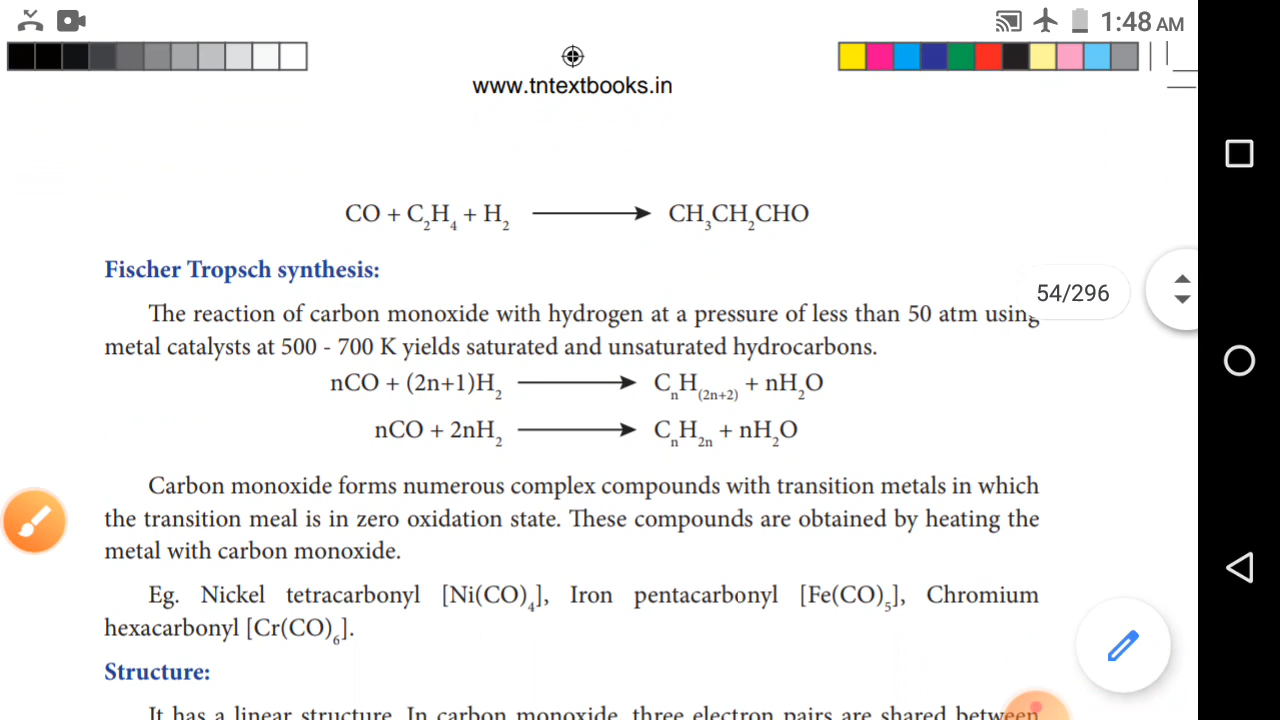 1:48 AM
www.tntextbooks.in
CO + C₂H₄ + H₂ ⟶ CH₃CH₂CHO
Fischer Tropsch synthesis:
54/296
The reaction of carbon monoxide with hydrogen at a pressure of less than 50 atm using
metal catalysts at 500 - 700 K yields saturated and unsaturated hydrocarbons.
nCO + (2n+1)H₂ ⟶ CₙH₍₂ₙ₊₂₎ + nH₂O
nCO + 2nH₂ ⟶ CₙH₂ₙ + nH₂O
Carbon monoxide forms numerous complex compounds with transition metals in which
the transition meal is in zero oxidation state. These compounds are obtained by heating the
metal with carbon monoxide.
Eg. Nickel tetracarbonyl [Ni(CO)₄], Iron pentacarbonyl [Fe(CO)₅], Chromium
hexacarbonyl [Cr(CO)₆].
Structure:
It has a linear structure. In carbon monoxide, three electron pairs are shared between